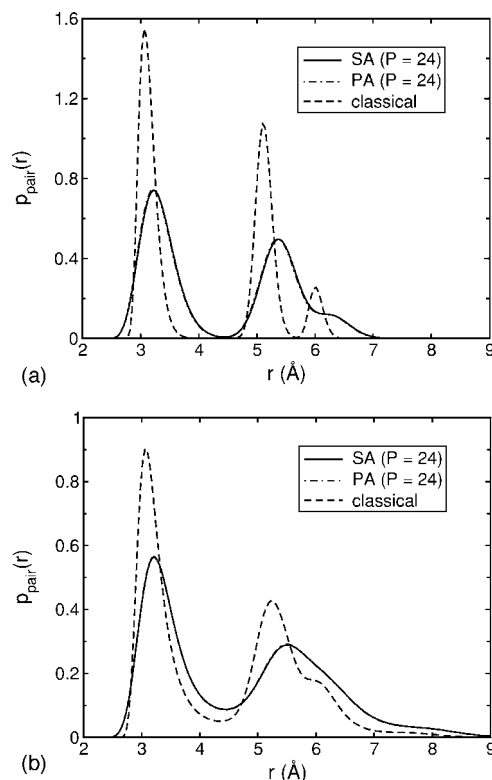 1.6
1.2
0.8
0.4
0
p_pair(r)
SA (P = 24)
PA (P = 24)
classical
2 3 4 5 6 7 8 9
(a)
r (Å)
1
0.8
0.6
0.4
0.2
0
p_pair(r)
SA (P = 24)
PA (P = 24)
classical
2 3 4 5 6 7 8 9
(b)
r (Å)